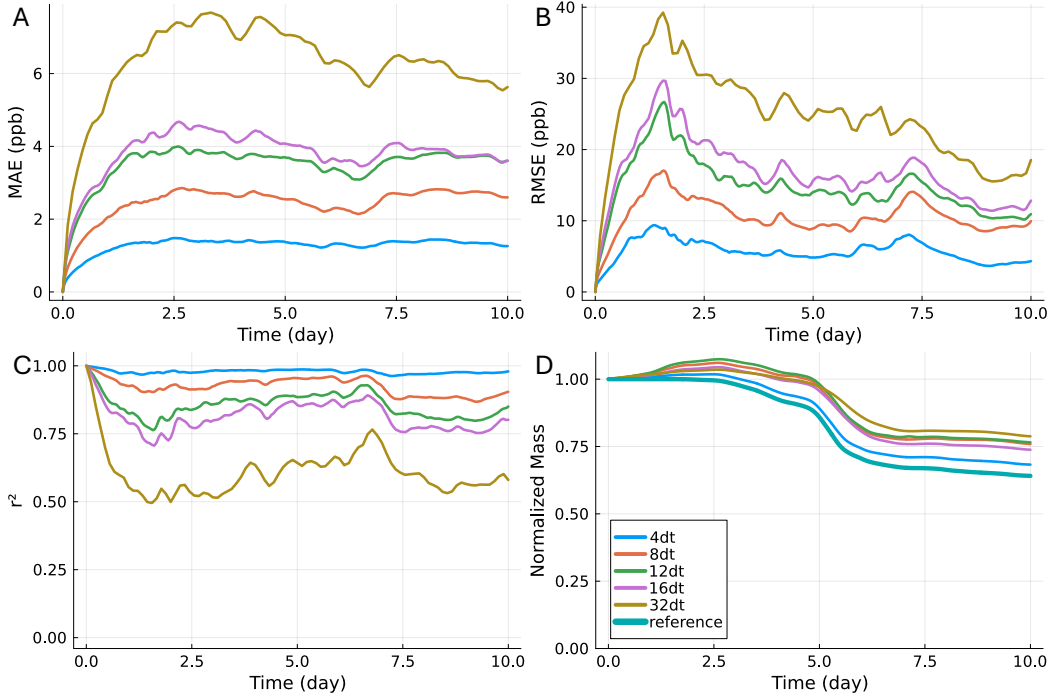 A
MAE (ppb)
6
4
2
0
0.0 2.5 5.0 7.5 10.0
Time (day)
B
RMSE (ppb)
40
30
20
10
0
0.0 2.5 5.0 7.5 10.0
Time (day)
C
r²
1.00
0.75
0.50
0.25
0.00
0.0 2.5 5.0 7.5 10.0
Time (day)
D
Normalized Mass
1.00
0.75
0.50
0.25
0.00
4dt
8dt
12dt
16dt
32dt
reference
0.0 2.5 5.0 7.5 10.0
Time (day)